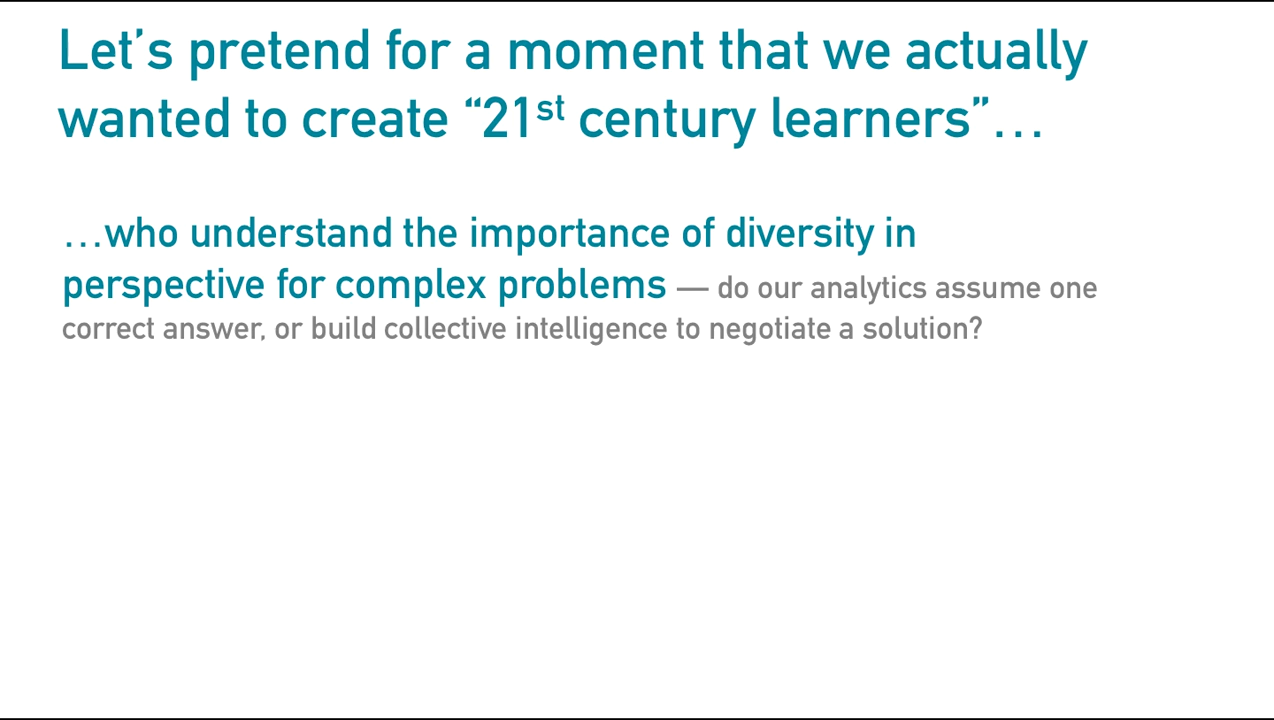 Let’s pretend for a moment that we actually
wanted to create “21st century learners”…
…who understand the importance of diversity in
perspective for complex problems — do our analytics assume one
correct answer, or build collective intelligence to negotiate a solution?